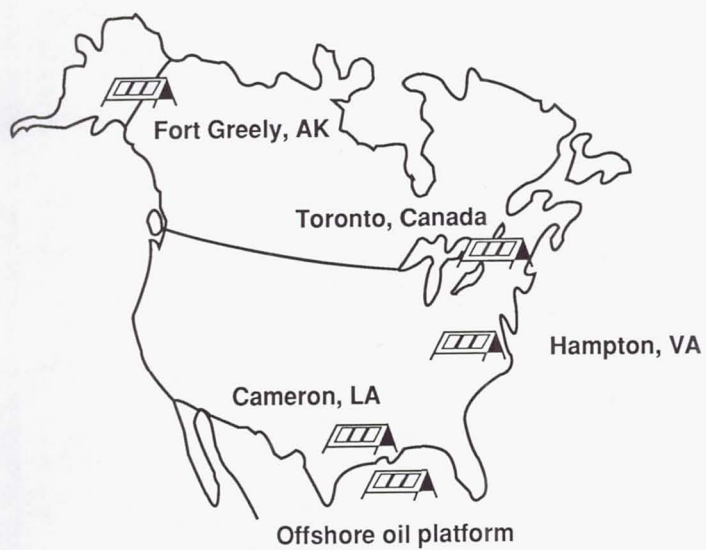 Fort Greely, AK
Toronto, Canada
Hampton, VA
Cameron, LA
Offshore oil platform